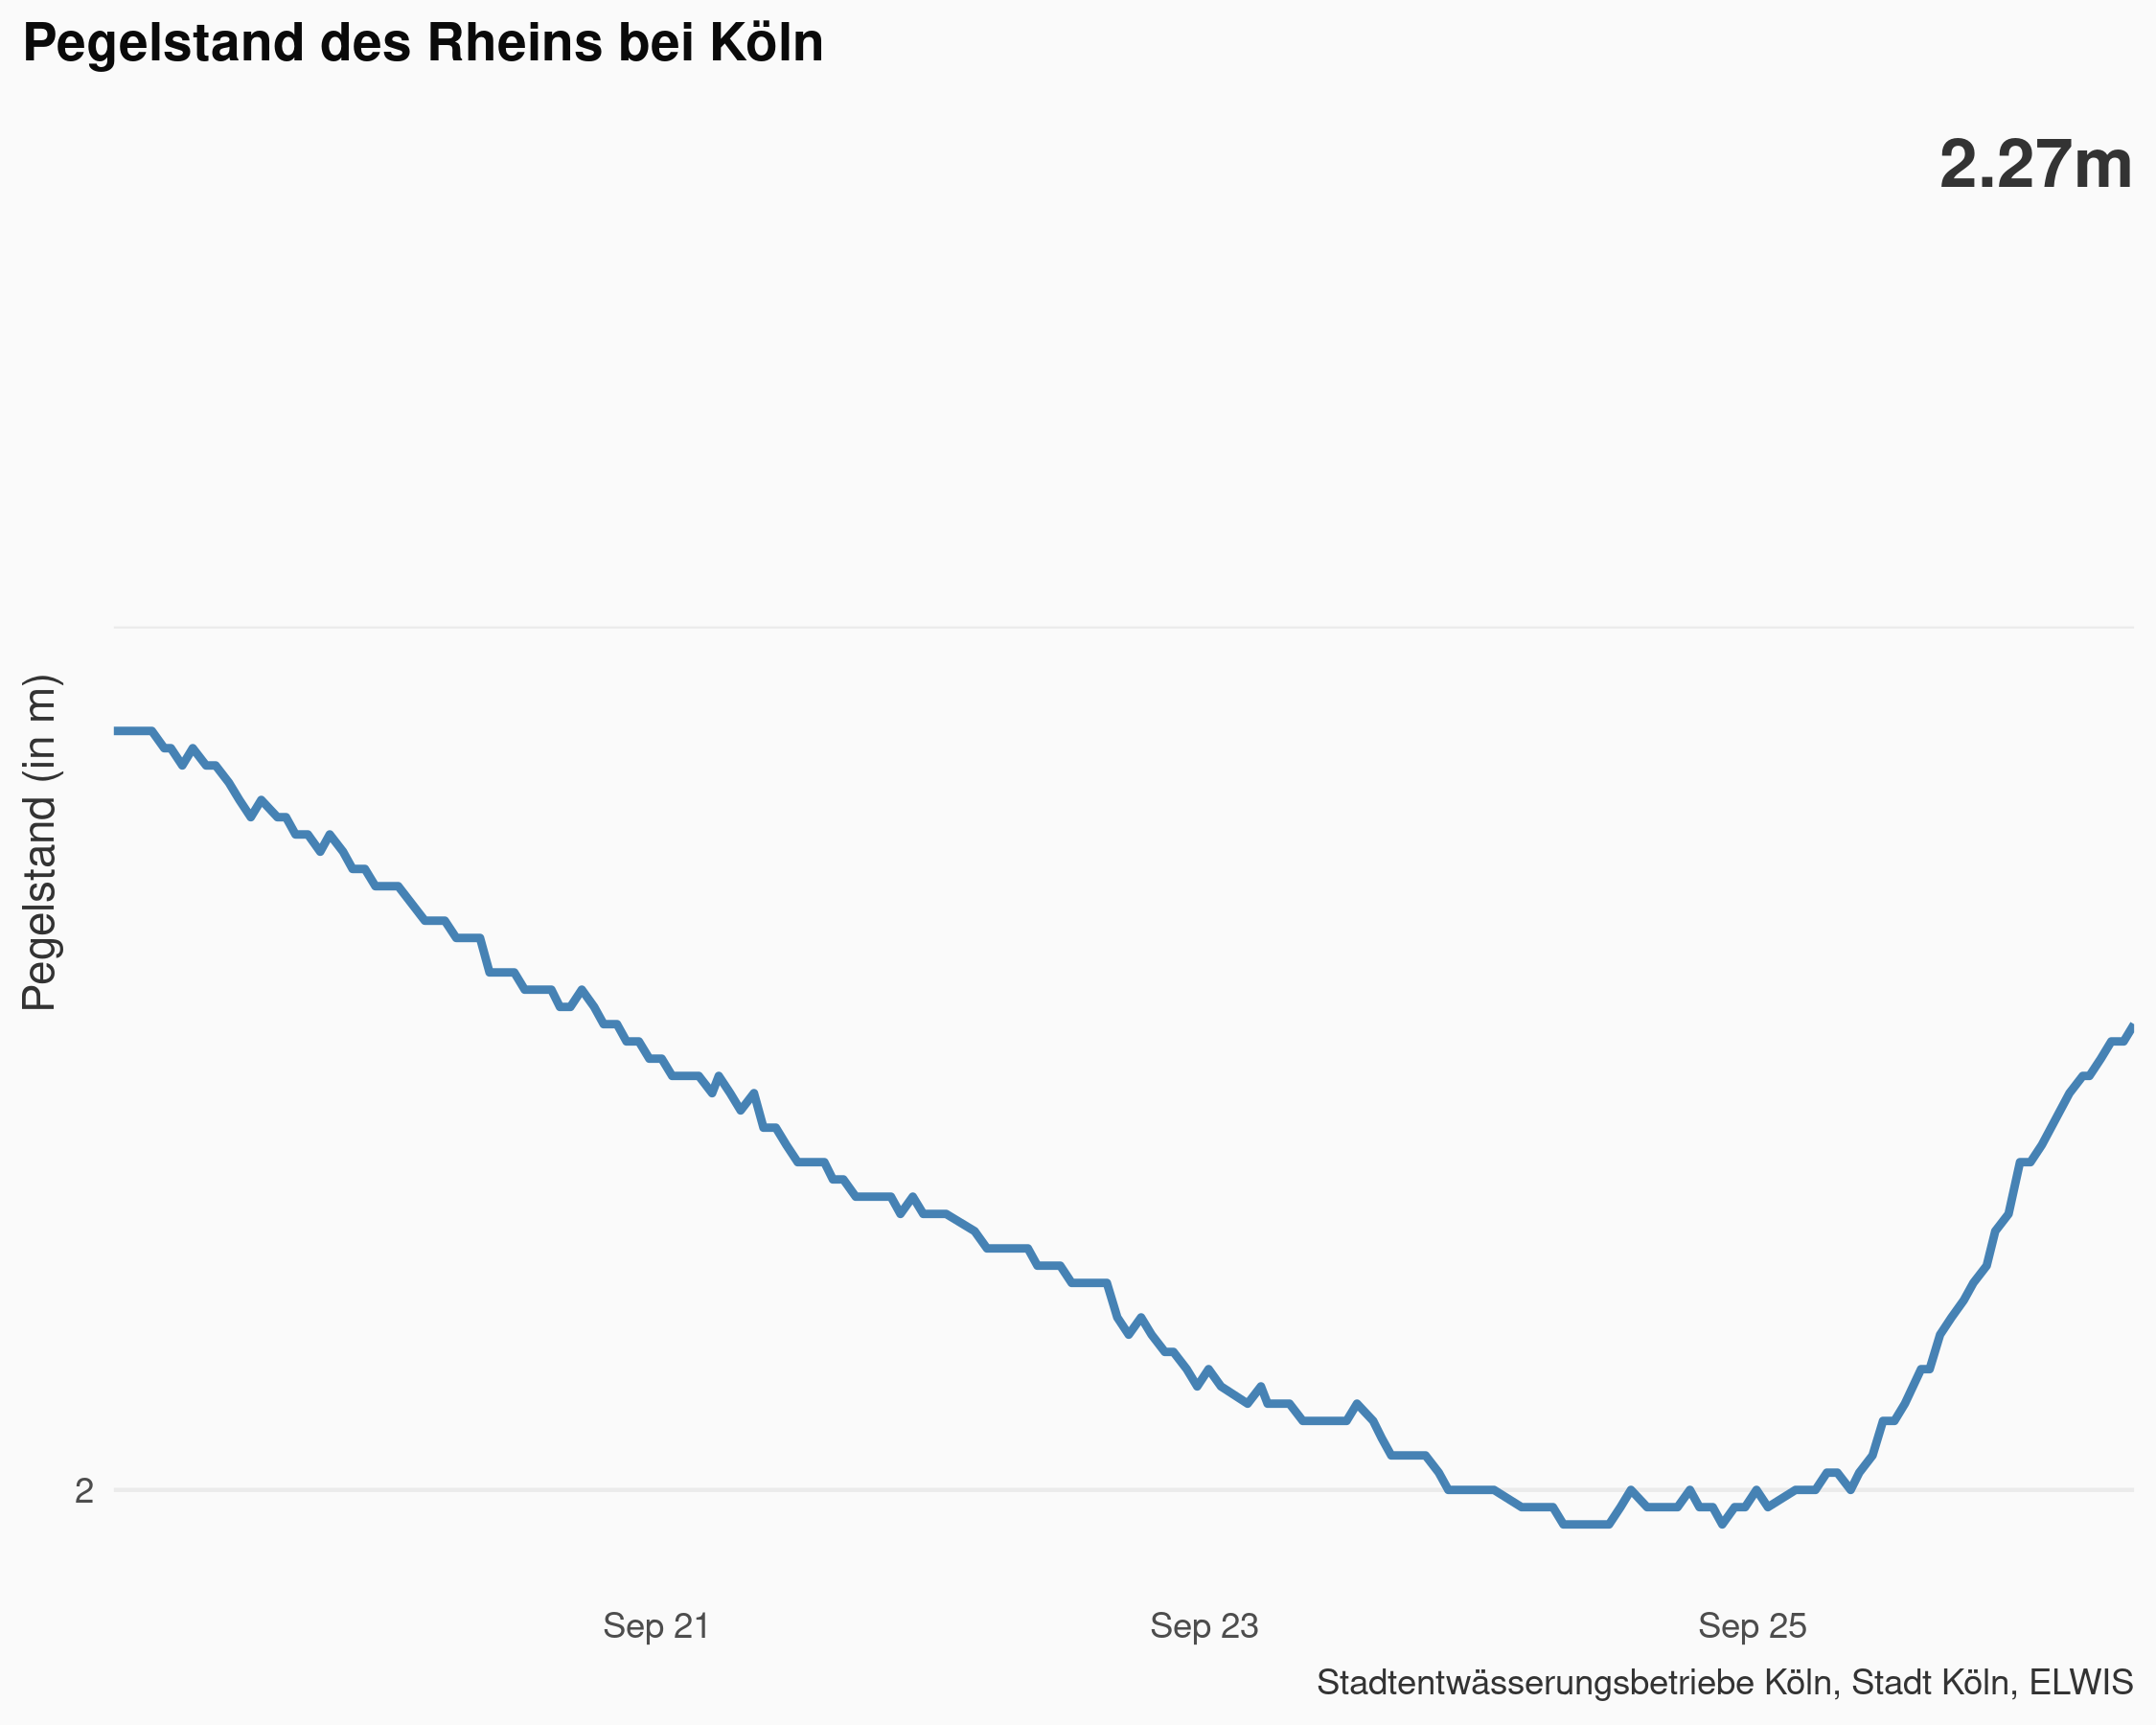 Pegelstand des Rheins bei Köln
2.27m
Pegelstand (in m)
2
Sep 21
Sep 23
Sep 25
Stadtentwässerungsbetriebe Köln, Stadt Köln, ELWIS